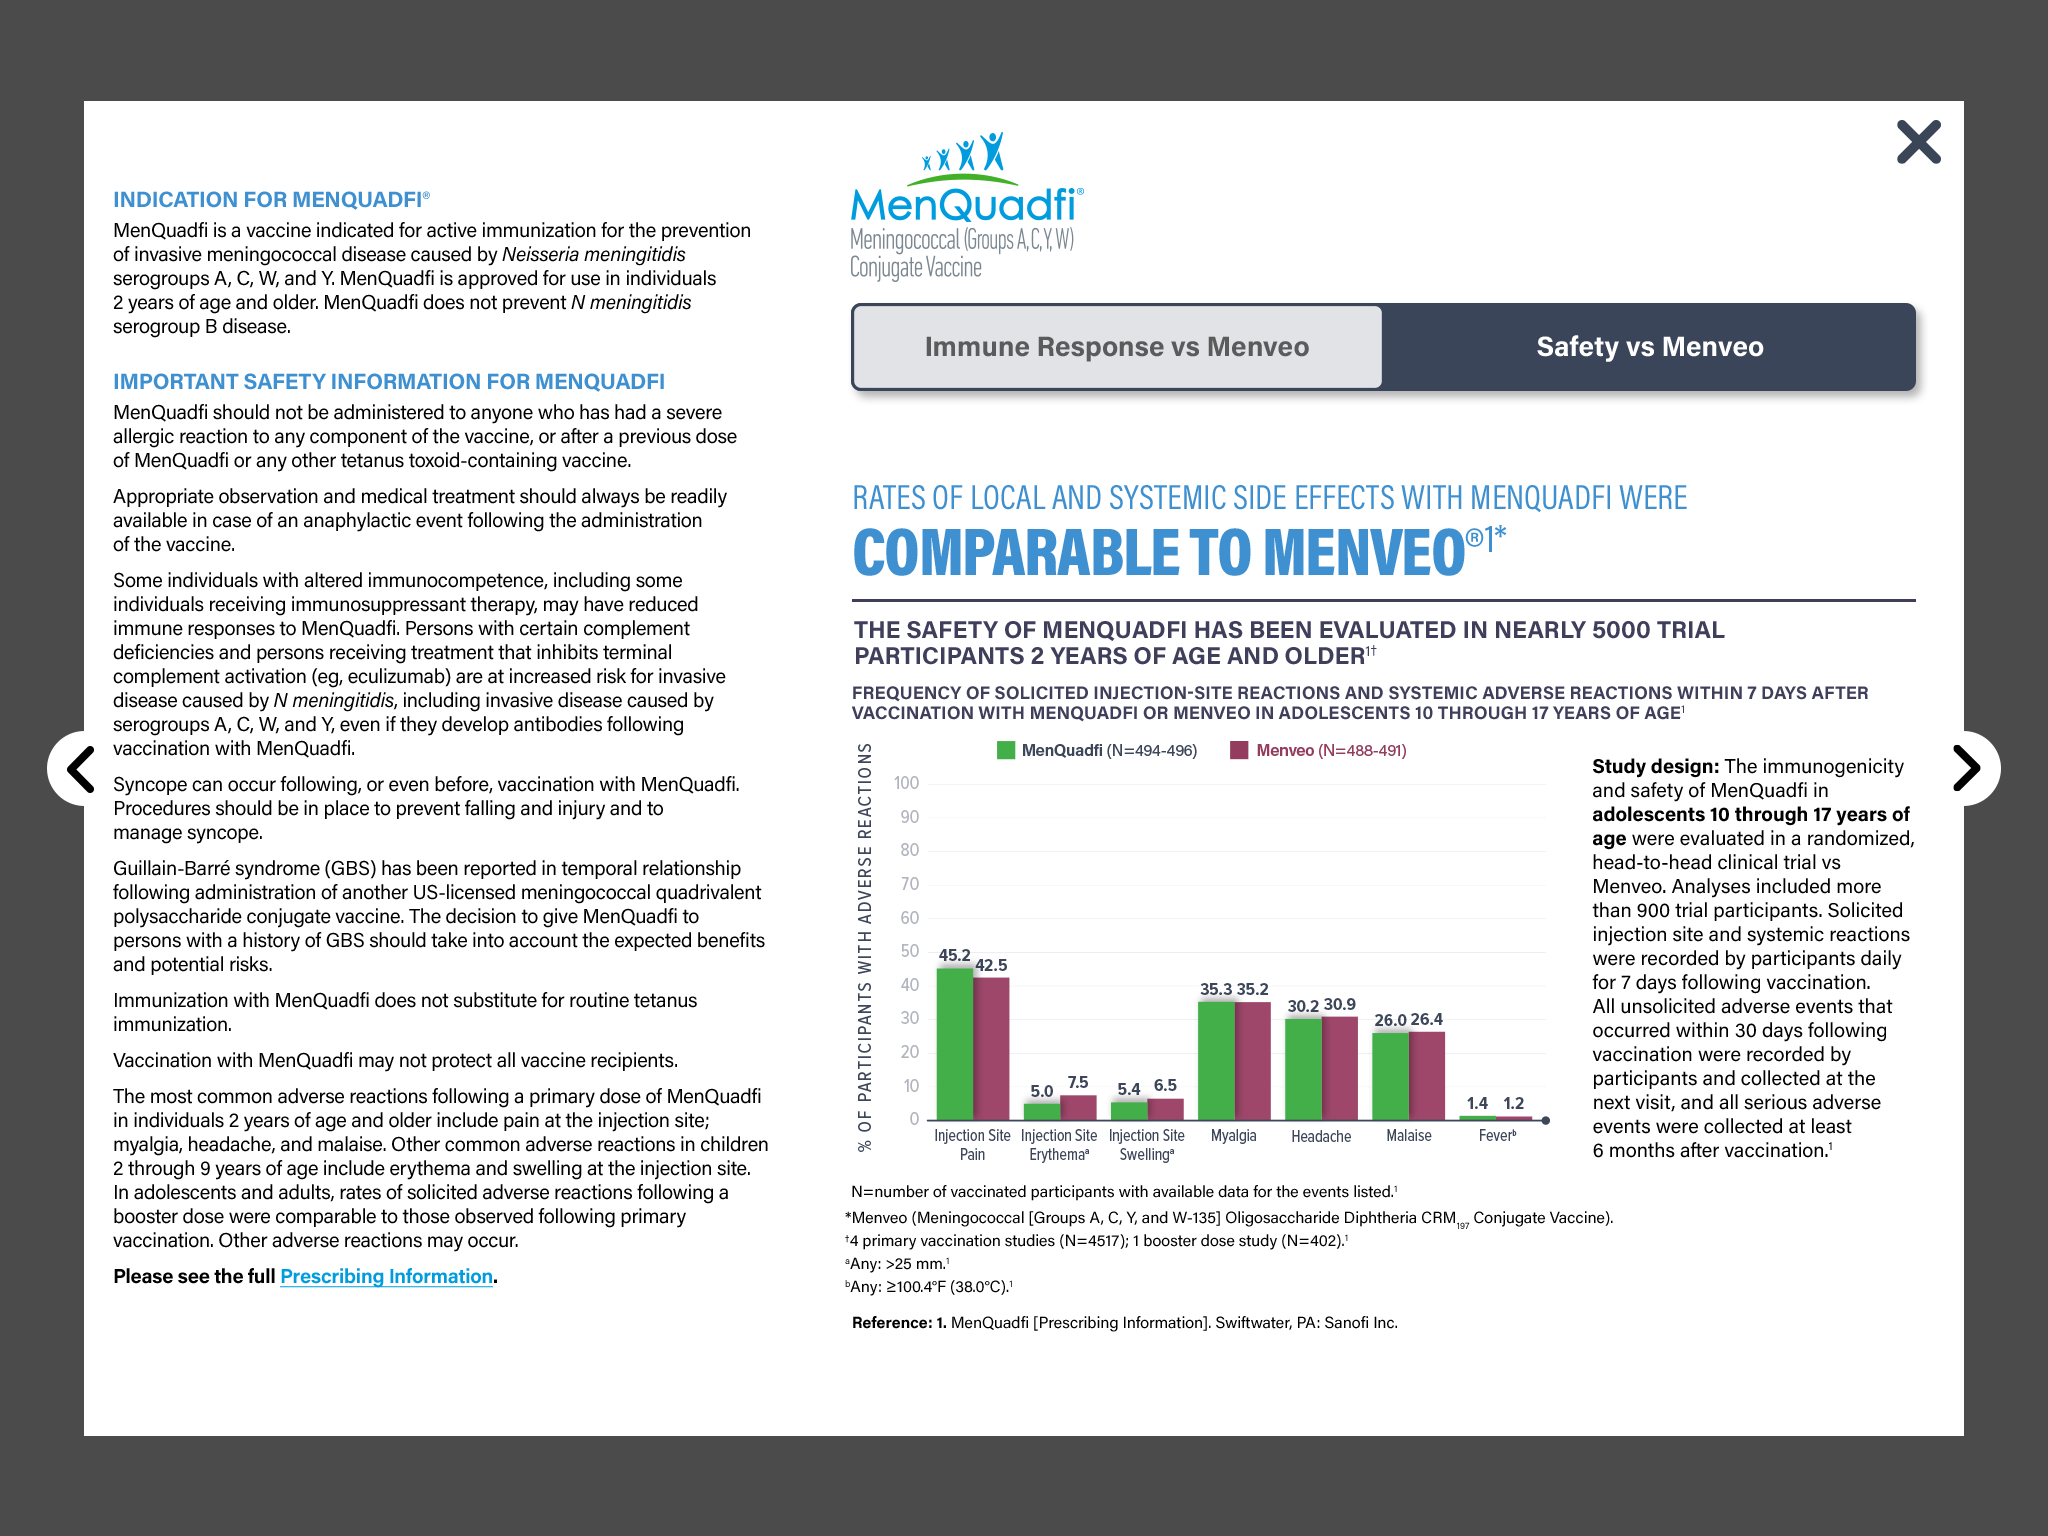 INDICATION FOR MENQUADFI®
MenQuadfi is a vaccine indicated for active immunization for the prevention
of invasive meningococcal disease caused by Neisseria meningitidis
serogroups A, C, W, and Y. MenQuadfi is approved for use in individuals
2 years of age and older. MenQuadfi does not prevent N meningitidis
serogroup B disease.
IMPORTANT SAFETY INFORMATION FOR MENQUADFI
MenQuadfi should not be administered to anyone who has had a severe
allergic reaction to any component of the vaccine, or after a previous dose
of MenQuadfi or any other tetanus toxoid-containing vaccine.
Appropriate observation and medical treatment should always be readily
available in case of an anaphylactic event following the administration
of the vaccine.
Some individuals with altered immunocompetence, including some
individuals receiving immunosuppressant therapy, may have reduced
immune responses to MenQuadfi. Persons with certain complement
deficiencies and persons receiving treatment that inhibits terminal
complement activation (eg, eculizumab) are at increased risk for invasive
disease caused by N meningitidis, including invasive disease caused by
serogroups A, C, W, and Y, even if they develop antibodies following
vaccination with MenQuadfi.
Syncope can occur following, or even before, vaccination with MenQuadfi.
Procedures should be in place to prevent falling and injury and to
manage syncope.
Guillain-Barré syndrome (GBS) has been reported in temporal relationship
following administration of another US-licensed meningococcal quadrivalent
polysaccharide conjugate vaccine. The decision to give MenQuadfi to
persons with a history of GBS should take into account the expected benefits
and potential risks.
Immunization with MenQuadfi does not substitute for routine tetanus
immunization.
Vaccination with MenQuadfi may not protect all vaccine recipients.
The most common adverse reactions following a primary dose of MenQuadfi
in individuals 2 years of age and older include pain at the injection site;
myalgia, headache, and malaise. Other common adverse reactions in children
2 through 9 years of age include erythema and swelling at the injection site.
In adolescents and adults, rates of solicited adverse reactions following a
booster dose were comparable to those observed following primary
vaccination. Other adverse reactions may occur.
Please see the full Prescribing Information.
MenQuadfi®
Meningococcal (Groups A, C, Y, W)
Conjugate Vaccine
Immune Response vs Menveo
Safety vs Menveo
RATES OF LOCAL AND SYSTEMIC SIDE EFFECTS WITH MENQUADFI WERE
COMPARABLE TO MENVEO®1*
THE SAFETY OF MENQUADFI HAS BEEN EVALUATED IN NEARLY 5000 TRIAL
PARTICIPANTS 2 YEARS OF AGE AND OLDER1†
FREQUENCY OF SOLICITED INJECTION-SITE REACTIONS AND SYSTEMIC ADVERSE REACTIONS WITHIN 7 DAYS AFTER
VACCINATION WITH MENQUADFI OR MENVEO IN ADOLESCENTS 10 THROUGH 17 YEARS OF AGE1
% OF PARTICIPANTS WITH ADVERSE REACTIONS
MenQuadfi (N=494-496) Menveo (N=488-491)
100
90
80
70
60
50
40
30
20
10
0
45.2 42.5
5.0 7.5
5.4 6.5
35.3 35.2
30.2 30.9
26.0 26.4
1.4 1.2
Injection Site
Pain
Injection Site
Erythemaa
Injection Site
Swellinga
Myalgia
Headache
Malaise
Feverb
Study design: The immunogenicity
and safety of MenQuadfi in
adolescents 10 through 17 years of
age were evaluated in a randomized,
head-to-head clinical trial vs
Menveo. Analyses included more
than 900 trial participants. Solicited
injection site and systemic reactions
were recorded by participants daily
for 7 days following vaccination.
All unsolicited adverse events that
occurred within 30 days following
vaccination were recorded by
participants and collected at the
next visit, and all serious adverse
events were collected at least
6 months after vaccination.1
N=number of vaccinated participants with available data for the events listed.1
*Menveo (Meningococcal [Groups A, C, Y, and W-135] Oligosaccharide Diphtheria CRM197 Conjugate Vaccine).
†4 primary vaccination studies (N=4517); 1 booster dose study (N=402).1
aAny: >25 mm.1
bAny: ≥100.4°F (38.0°C).1
Reference: 1. MenQuadfi [Prescribing Information]. Swiftwater, PA: Sanofi Inc.